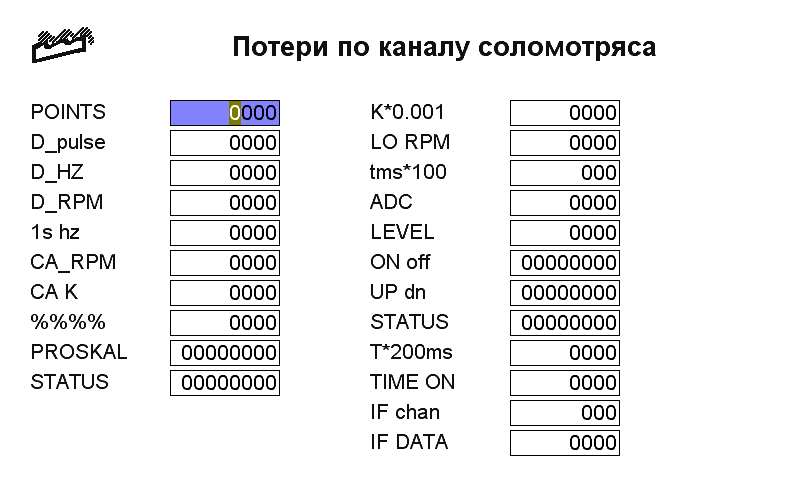 Потери по каналу соломотряса
POINTS 0000
D_pulse 0000
D_HZ 0000
D_RPM 0000
1s hz 0000
CA_RPM 0000
CA K 0000
%%%% 0000
PROSKAL 00000000
STATUS 00000000
K*0.001 0000
LO RPM 0000
tms*100 000
ADC 0000
LEVEL 0000
ON off 00000000
UP dn 00000000
STATUS 00000000
T*200ms 0000
TIME ON 0000
IF chan 000
IF DATA 0000